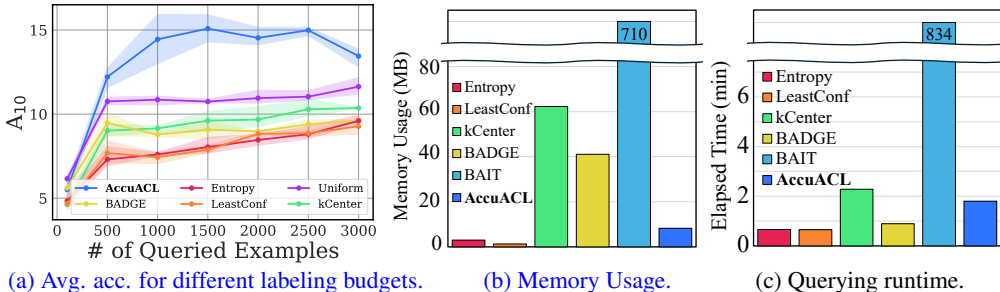 15
10
5
A10
0
100
500
1000
1500
2000
2500
3000
# of Queried Examples
AccuACL
BADGE
Entropy
LeastConf
Uniform
kCenter
(a) Avg. acc. for different labeling budgets.
Memory Usage (MB)
80
60
40
20
0
710
Entropy
LeastConf
kCenter
BADGE
BAIT
AccuACL
(b) Memory Usage.
Elapsed Time (min)
6
4
2
0
834
Entropy
LeastConf
kCenter
BADGE
BAIT
AccuACL
(c) Querying runtime.